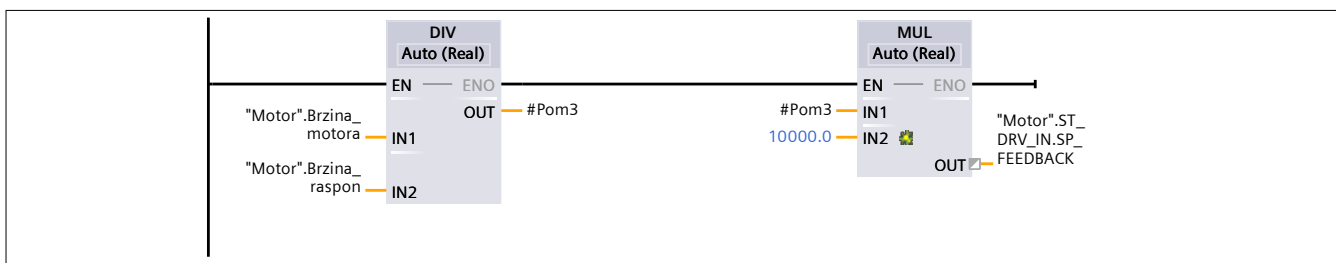 DIV
Auto (Real)
EN
ENO
"Motor".Brzina_
motora
IN1
OUT
#Pom3
"Motor".Brzina_
raspon
IN2
MUL
Auto (Real)
EN
ENO
#Pom3
IN1
10000.0
IN2
OUT
"Motor".ST_
DRV_IN.SP_
FEEDBACK